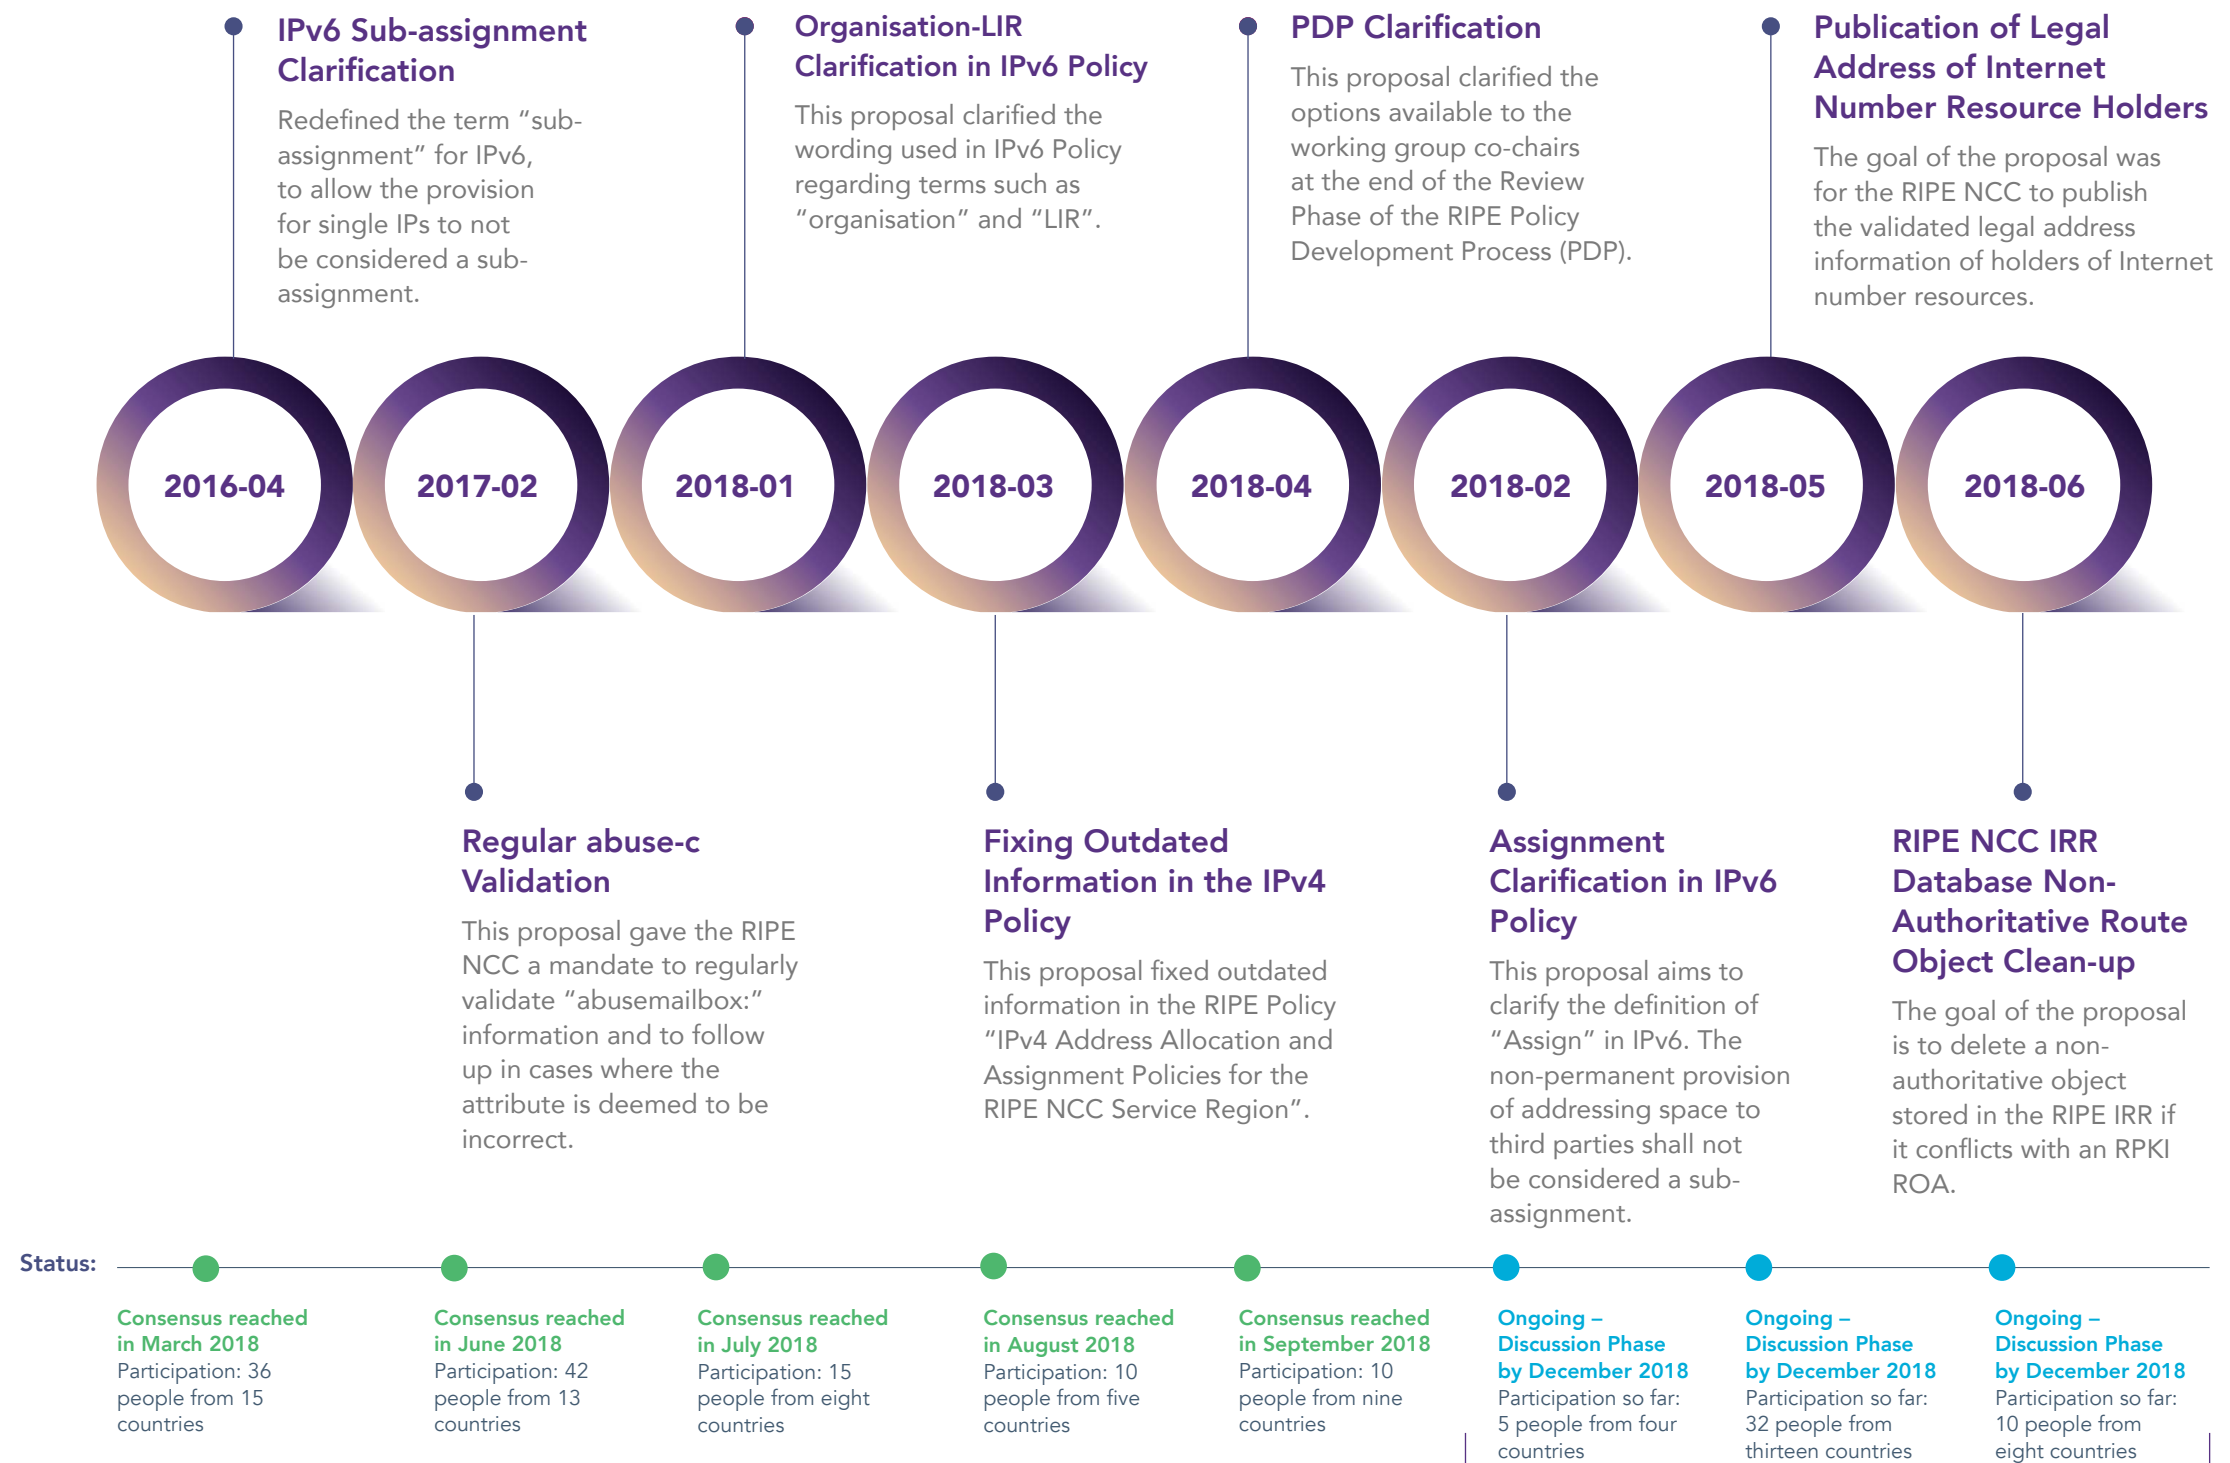 IPv6 Sub-assignment
Clarification
Redefined the term “sub-
assignment” for IPv6,
to allow the provision
for single IPs to not
be considered a sub-
assignment.
Organisation-LIR
Clarification in IPv6 Policy
This proposal clarified the
wording used in IPv6 Policy
regarding terms such as
“organisation” and “LIR”.
PDP Clarification
This proposal clarified the
options available to the
working group co-chairs
at the end of the Review
Phase of the RIPE Policy
Development Process (PDP).
Publication of Legal
Address of Internet
Number Resource Holders
The goal of the proposal was
for the RIPE NCC to publish
the validated legal address
information of holders of Internet
number resources.
2016-04
2017-02
2018-01
2018-03
2018-04
2018-02
2018-05
2018-06
Regular abuse-c
Validation
This proposal gave the RIPE
NCC a mandate to regularly
validate “abusemailbox:”
information and to follow
up in cases where the
attribute is deemed to be
incorrect.
Fixing Outdated
Information in the IPv4
Policy
This proposal fixed outdated
information in the RIPE Policy
“IPv4 Address Allocation and
Assignment Policies for the
RIPE NCC Service Region”.
Assignment
Clarification in IPv6
Policy
This proposal aims to
clarify the definition of
“Assign” in IPv6. The
non-permanent provision
of addressing space to
third parties shall not
be considered a sub-
assignment.
RIPE NCC IRR
Database Non-
Authoritative Route
Object Clean-up
The goal of the proposal
is to delete a non-
authoritative object
stored in the RIPE IRR if
it conflicts with an RPKI
ROA.
Status:
Consensus reached
in March 2018
Participation: 36
people from 15
countries
Consensus reached
in June 2018
Participation: 42
people from 13
countries
Consensus reached
in July 2018
Participation: 15
people from eight
countries
Consensus reached
in August 2018
Participation: 10
people from five
countries
Consensus reached
in September 2018
Participation: 10
people from nine
countries
Ongoing –
Discussion Phase
by December 2018
Participation so far:
5 people from four
countries
Ongoing –
Discussion Phase
by December 2018
Participation so far:
32 people from
thirteen countries
Ongoing –
Discussion Phase
by December 2018
Participation so far:
10 people from
eight countries